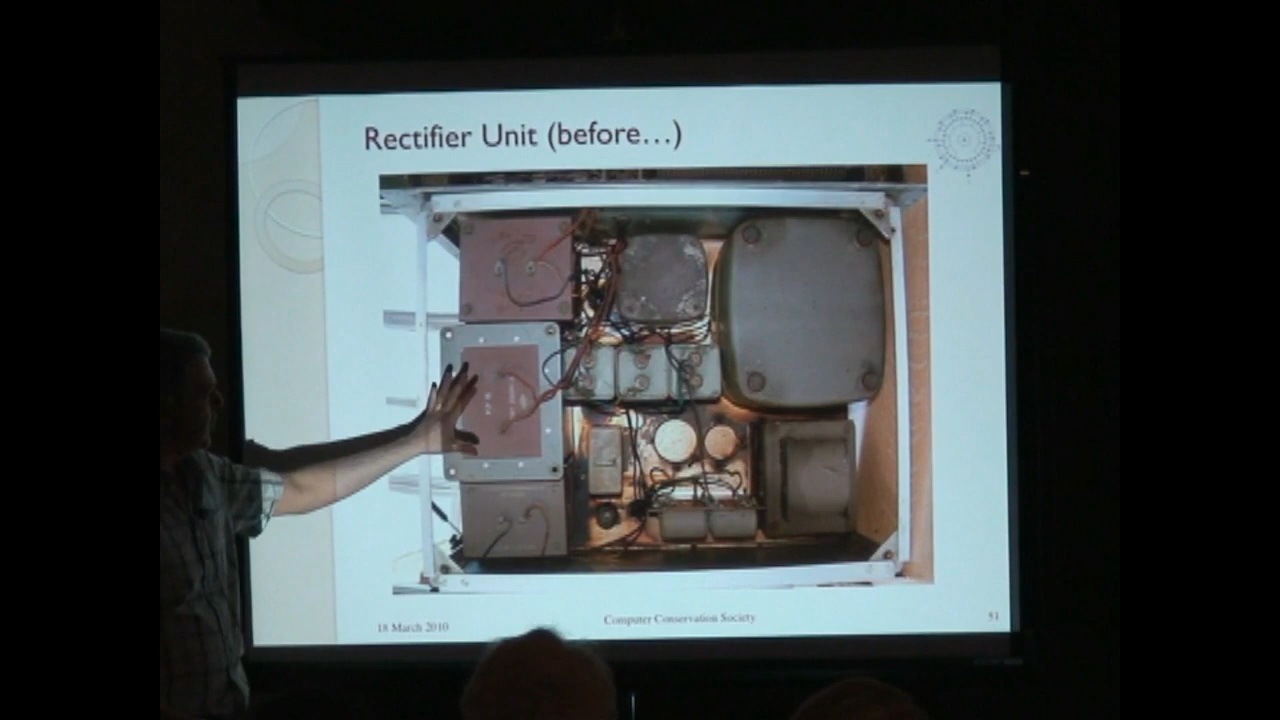 Rectifier Unit (before…)
18 March 2010
Computer Conservation Society
51